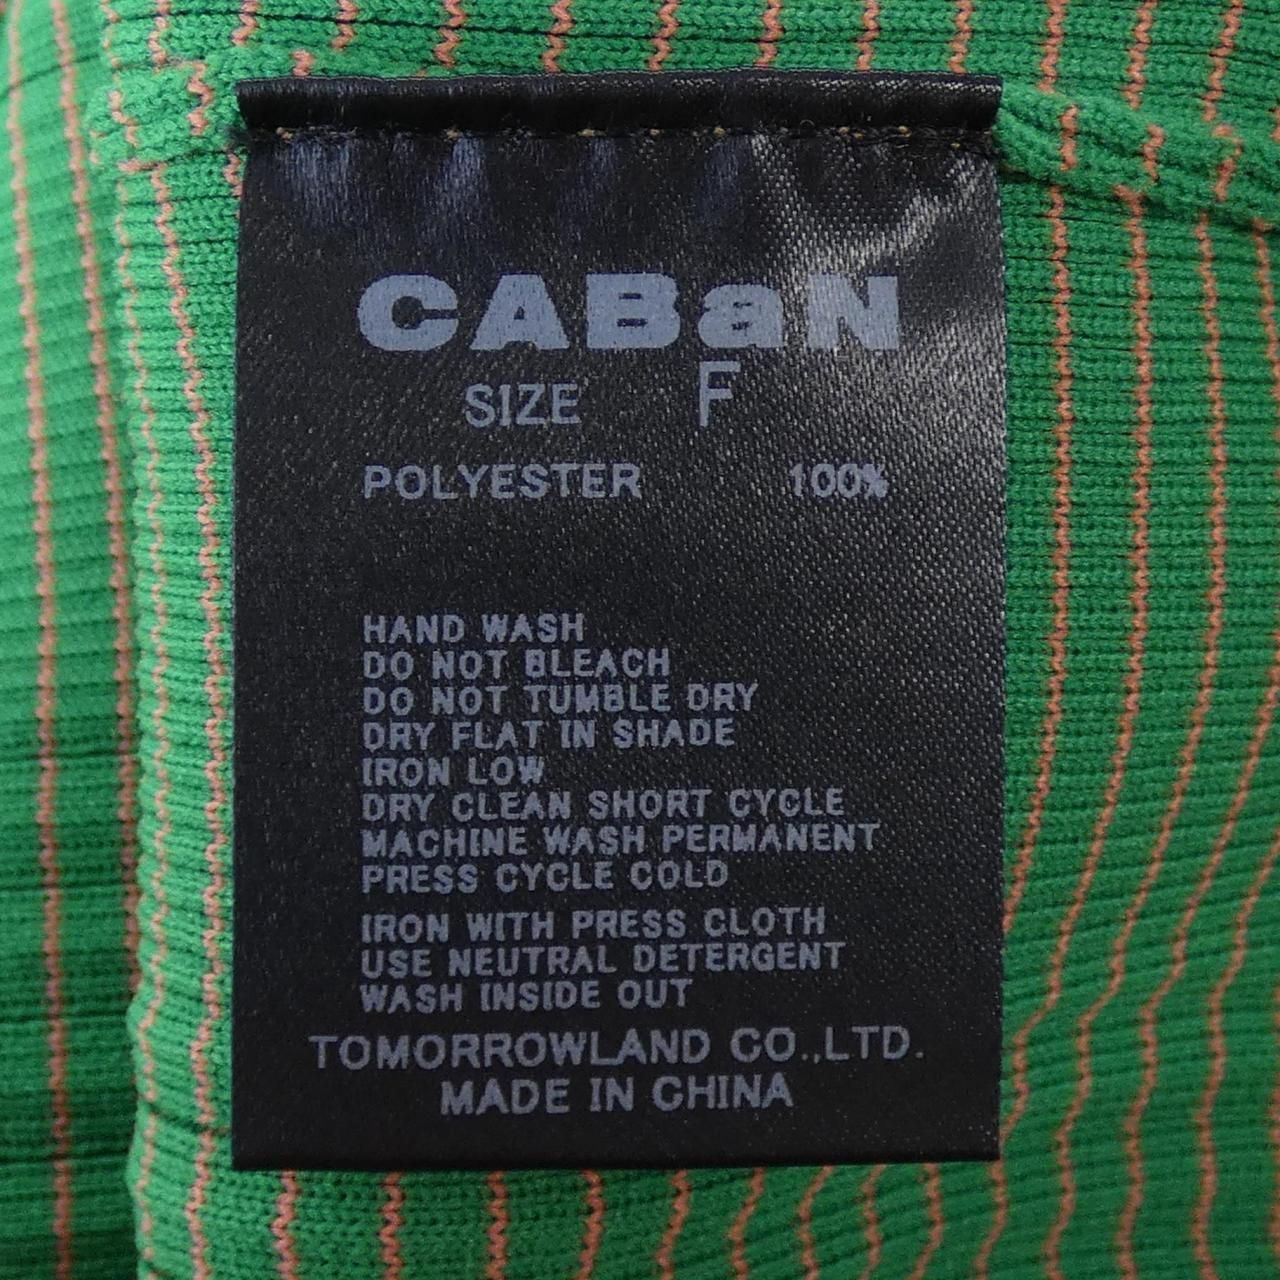 CABaN
SIZE F
POLYESTER 100%
HAND WASH
DO NOT BLEACH
DO NOT TUMBLE DRY
DRY FLAT IN SHADE
IRON LOW
DRY CLEAN SHORT CYCLE
MACHINE WASH PERMANENT
PRESS CYCLE COLD
IRON WITH PRESS CLOTH
USE NEUTRAL DETERGENT
WASH INSIDE OUT
TOMORROWLAND CO.,LTD.
MADE IN CHINA